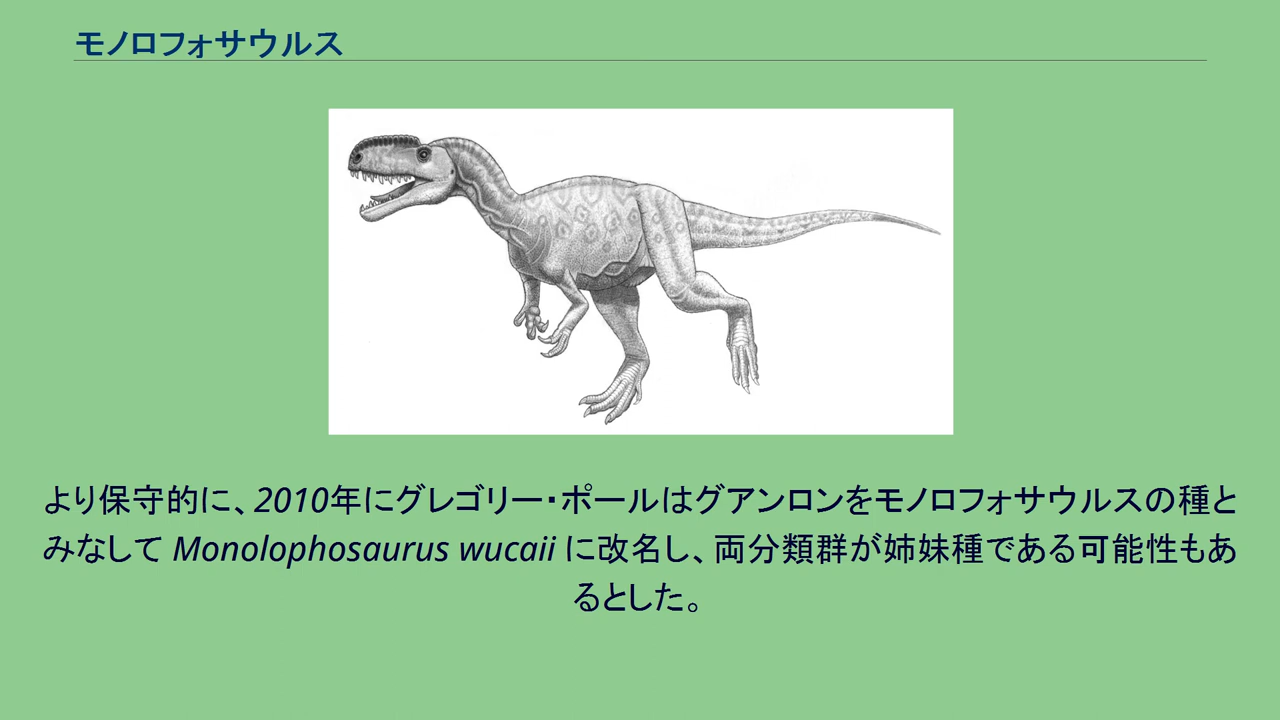 モノロフォサウルス
より保守的に、2010年にグレゴリー・ポールはグアンロンをモノロフォサウルスの種と
みなして Monolophosaurus wucaii に改名し、両分類群が姉妹種である可能性もあ
るとした。